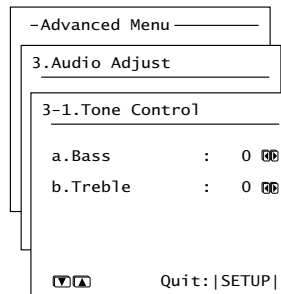 -Advanced Menu
3.Audio Adjust
3-1.Tone Control
a.Bass : 0
b.Treble : 0
Quit:|SETUP|